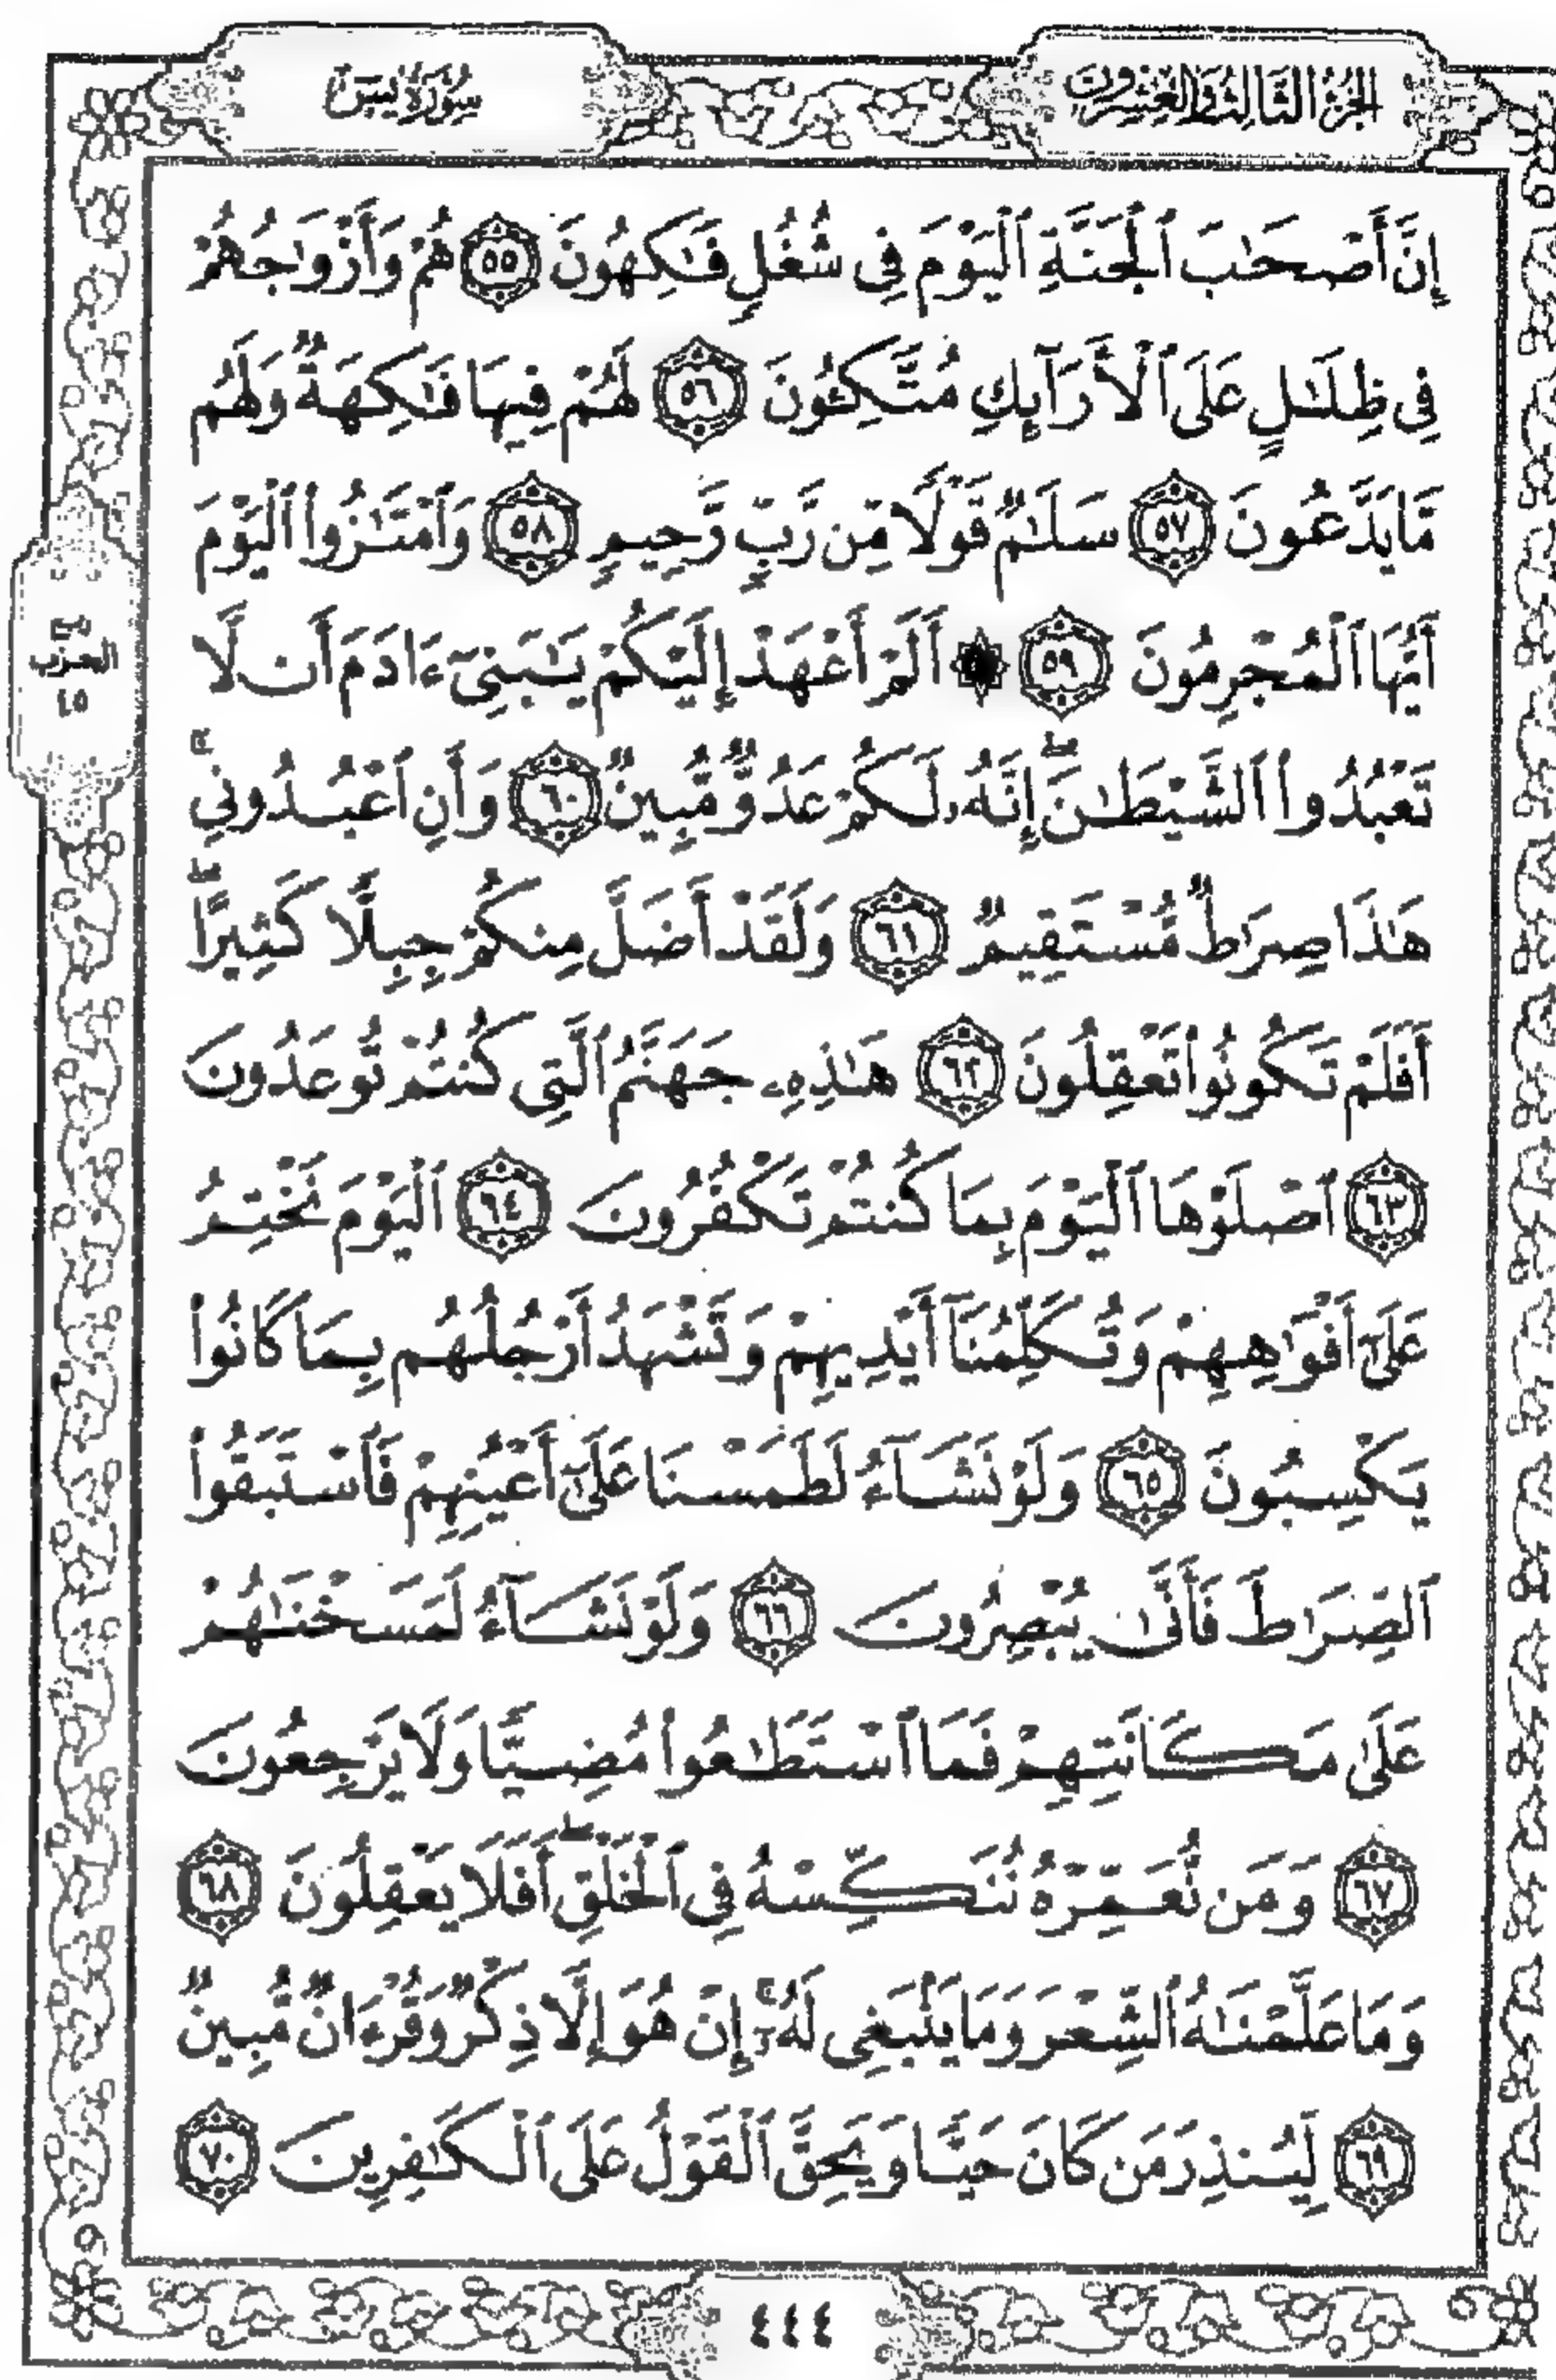 الجزء الثالث والعشرون
سورة يس
إِنَّ أَصْحَٰبَ ٱلْجَنَّةِ ٱلْيَوْمَ فِى شُغُلٍ فَٰكِهُونَ ٥٥ هُمْ وَأَزْوَٰجُهُمْ
فِى ظِلَٰلٍ عَلَى ٱلْأَرَآئِكِ مُتَّكِـُٔونَ ٥٦ لَهُمْ فِيهَا فَٰكِهَةٌ وَلَهُم
مَّا يَدَّعُونَ ٥٧ سَلَٰمٌ قَوْلًا مِّن رَّبٍّ رَّحِيمٍ ٥٨ وَٱمْتَٰزُوا۟ ٱلْيَوْمَ
أَيُّهَا ٱلْمُجْرِمُونَ ٥٩ ۞ أَلَمْ أَعْهَدْ إِلَيْكُمْ يَٰبَنِىٓ ءَادَمَ أَن لَّا
تَعْبُدُوا۟ ٱلشَّيْطَٰنَ ۖ إِنَّهُۥ لَكُمْ عَدُوٌّ مُّبِينٌ ٦٠ وَأَنِ ٱعْبُدُونِى ۚ
هَٰذَا صِرَٰطٌ مُّسْتَقِيمٌ ٦١ وَلَقَدْ أَضَلَّ مِنكُمْ جِبِلًّا كَثِيرًا ۖ
أَفَلَمْ تَكُونُوا۟ تَعْقِلُونَ ٦٢ هَٰذِهِۦ جَهَنَّمُ ٱلَّتِى كُنتُمْ تُوعَدُونَ
٦٣ ٱصْلَوْهَا ٱلْيَوْمَ بِمَا كُنتُمْ تَكْفُرُونَ ٦٤ ٱلْيَوْمَ نَخْتِمُ
عَلَىٰٓ أَفْوَٰهِهِمْ وَتُكَلِّمُنَآ أَيْدِيهِمْ وَتَشْهَدُ أَرْجُلُهُم بِمَا كَانُوا۟
يَكْسِبُونَ ٦٥ وَلَوْ نَشَآءُ لَطَمَسْنَا عَلَىٰٓ أَعْيُنِهِمْ فَٱسْتَبَقُوا۟
ٱلصِّرَٰطَ فَأَنَّىٰ يُبْصِرُونَ ٦٦ وَلَوْ نَشَآءُ لَمَسَخْنَٰهُمْ
عَلَىٰ مَكَانَتِهِمْ فَمَا ٱسْتَطَٰعُوا۟ مُضِيًّا وَلَا يَرْجِعُونَ
٦٧ وَمَن نُّعَمِّرْهُ نُنَكِّسْهُ فِى ٱلْخَلْقِ ۖ أَفَلَا يَعْقِلُونَ ٦٨
وَمَا عَلَّمْنَٰهُ ٱلشِّعْرَ وَمَا يَنۢبَغِى لَهُۥٓ ۚ إِنْ هُوَ إِلَّا ذِكْرٌ وَقُرْءَانٌ مُّبِينٌ
٦٩ لِّيُنذِرَ مَن كَانَ حَيًّا وَيَحِقَّ ٱلْقَوْلُ عَلَى ٱلْكَٰفِرِينَ ٧٠
الحزب
٤٥
٤٤٤